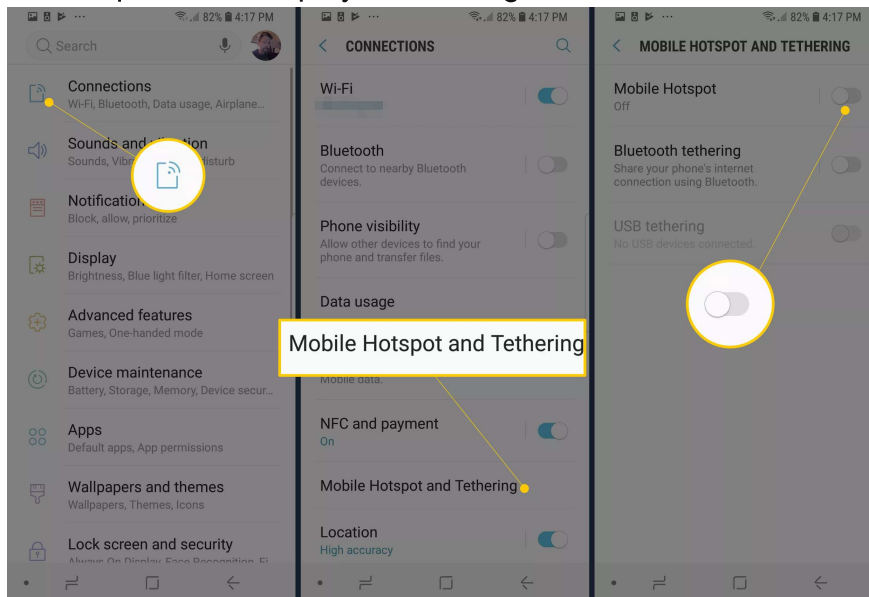 82% 4:17 PM
Search
Connections
Wi-Fi, Bluetooth, Data usage, Airplane...
Sounds and
Sounds, disturb
Notification
Block, allow, prioritize
Display
Brightness, Blue light filter, Home screen
Advanced features
Games, One-handed mode
Device maintenance
Battery, Storage, Memory, Device secur...
Apps
Default apps, App permissions
Wallpapers and themes
Wallpapers, Themes, Icons
Lock screen and security
Always On Display, Face Recognition, Fi
82% 4:17 PM
CONNECTIONS
Wi-Fi
Bluetooth
Connect to nearby Bluetooth
devices.
Phone visibility
Allow other devices to find your
phone and transfer files.
Data usage
Mobile Hotspot and Tethering
Mobile data.
NFC and payment
On
Mobile Hotspot and Tethering
Location
High accuracy
82% 4:17 PM
MOBILE HOTSPOT AND TETHERING
Mobile Hotspot
Off
Bluetooth tethering
Share your phone's internet
connection using Bluetooth.
USB tethering
No USB devices connected.